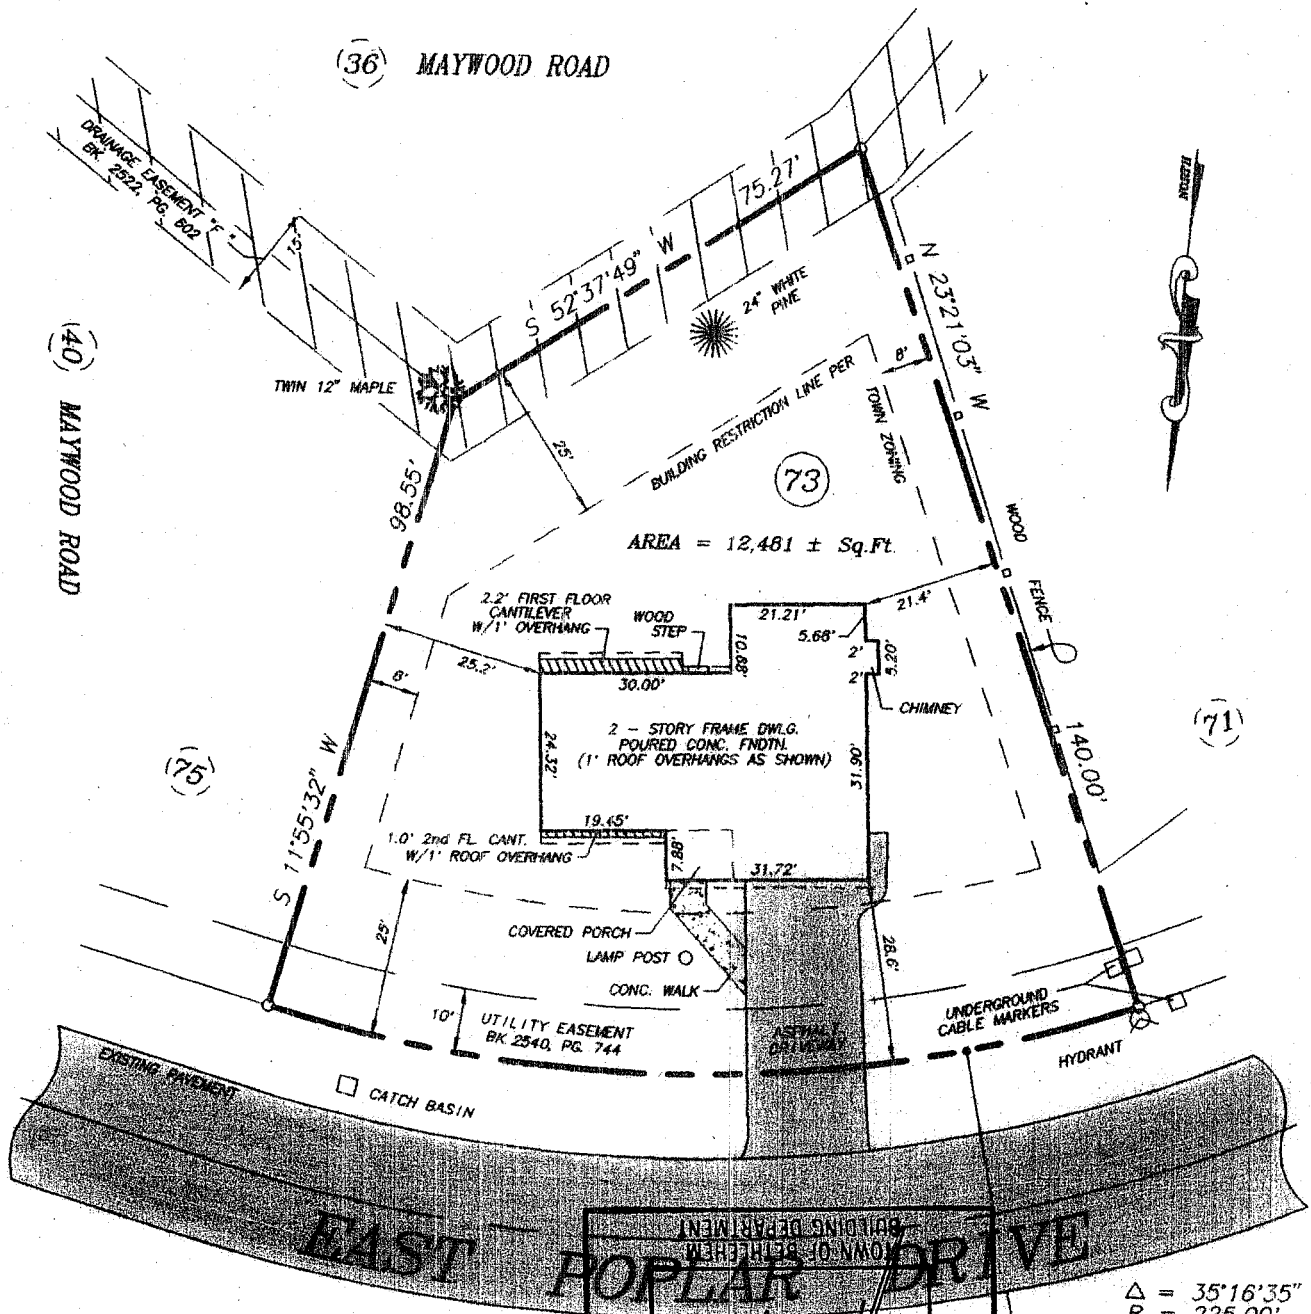 (36) MAYWOOD ROAD
DRAINAGE EASEMENT "F"
BK. 2522, PG. 602
15'
75.27'
S 52°37'49" W
24" WHITE
PINE
N 23°21'03" W
140.00'
(40) MAYWOOD ROAD
TWIN 12" MAPLE
98.55'
S 11°55'32" W
25'
8'
BUILDING RESTRICTION LINE PER
TOWN ZONING
73
AREA = 12,481 ± Sq.Ft.
WOOD
FENCE
2.2' FIRST FLOOR
CANTILEVER
W/1' OVERHANG
WOOD
STEP
21.21'
21.4'
5.66'
10.88'
2'
5.20'
2'
25.2'
8'
30.00'
CHIMNEY
2 - STORY FRAME DWLG.
POURED CONC. FNDTN.
(1' ROOF OVERHANGS AS SHOWN)
24.32'
31.90'
(71)
(75)
19.45'
1.0' 2nd FL. CANT.
W/1' ROOF OVERHANG
7.88'
31.72'
25'
COVERED PORCH
LAMP POST
CONC. WALK
28.6'
10'
UTILITY EASEMENT
BK 2540, PG. 744
ASPHALT
DRIVEWAY
UNDERGROUND
CABLE MARKERS
HYDRANT
EXISTING PAVEMENT
CATCH BASIN
EAST POPLAR DRIVE
TOWN OF BETHLEHEM
BUILDING DEPARTMENT
Δ = 35°16'35"
R = 225.00'